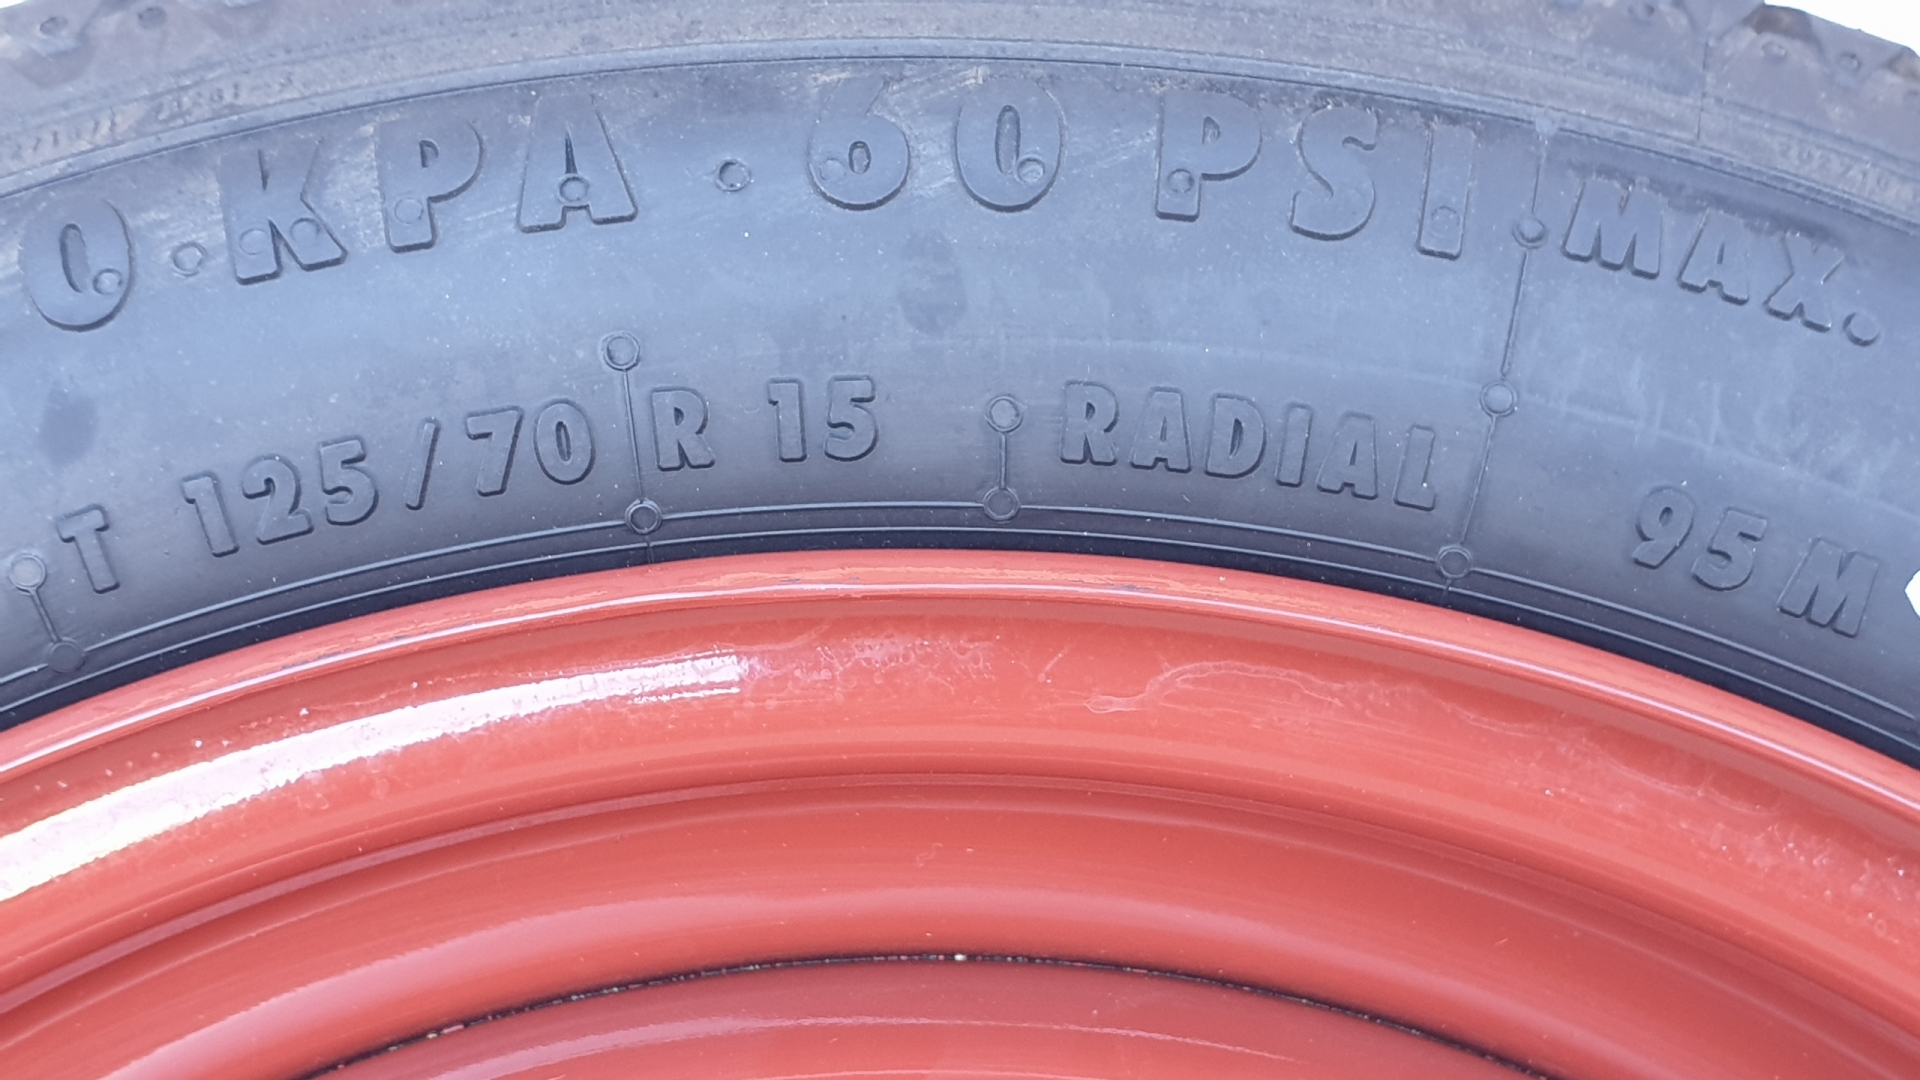 0 · KPA · 60 PSI · MAX.
T 125/70 R 15 RADIAL 95 M